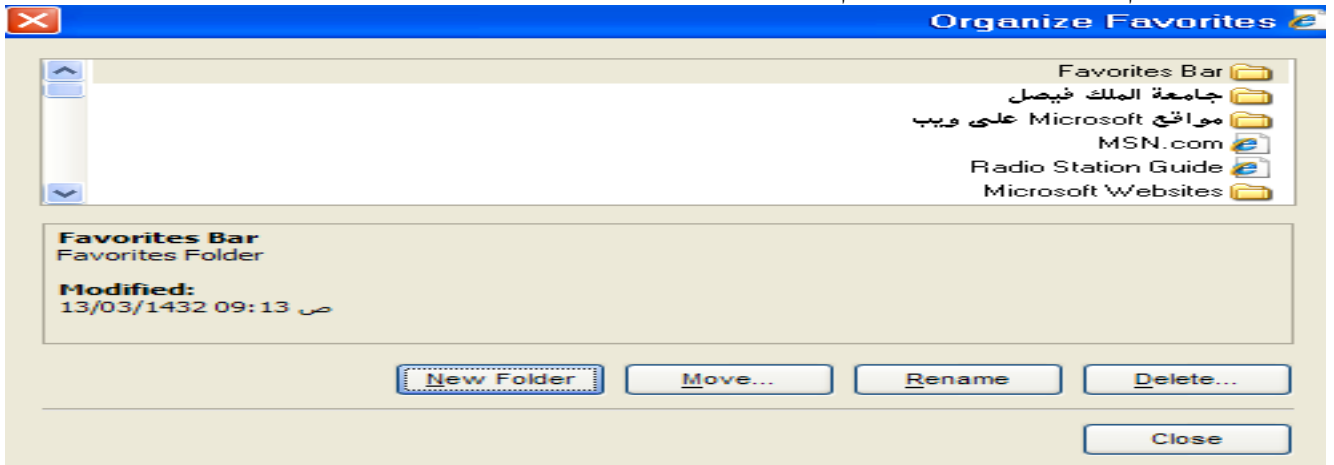 Organize Favorites
Favorites Bar
جامعة الملك فيصل
مواقع Microsoft على ويب
MSN.com
Radio Station Guide
Microsoft Websites
Favorites Bar
Favorites Folder
Modified:
13/03/1432 09:13 ص
New Folder Move... Rename Delete...
Close